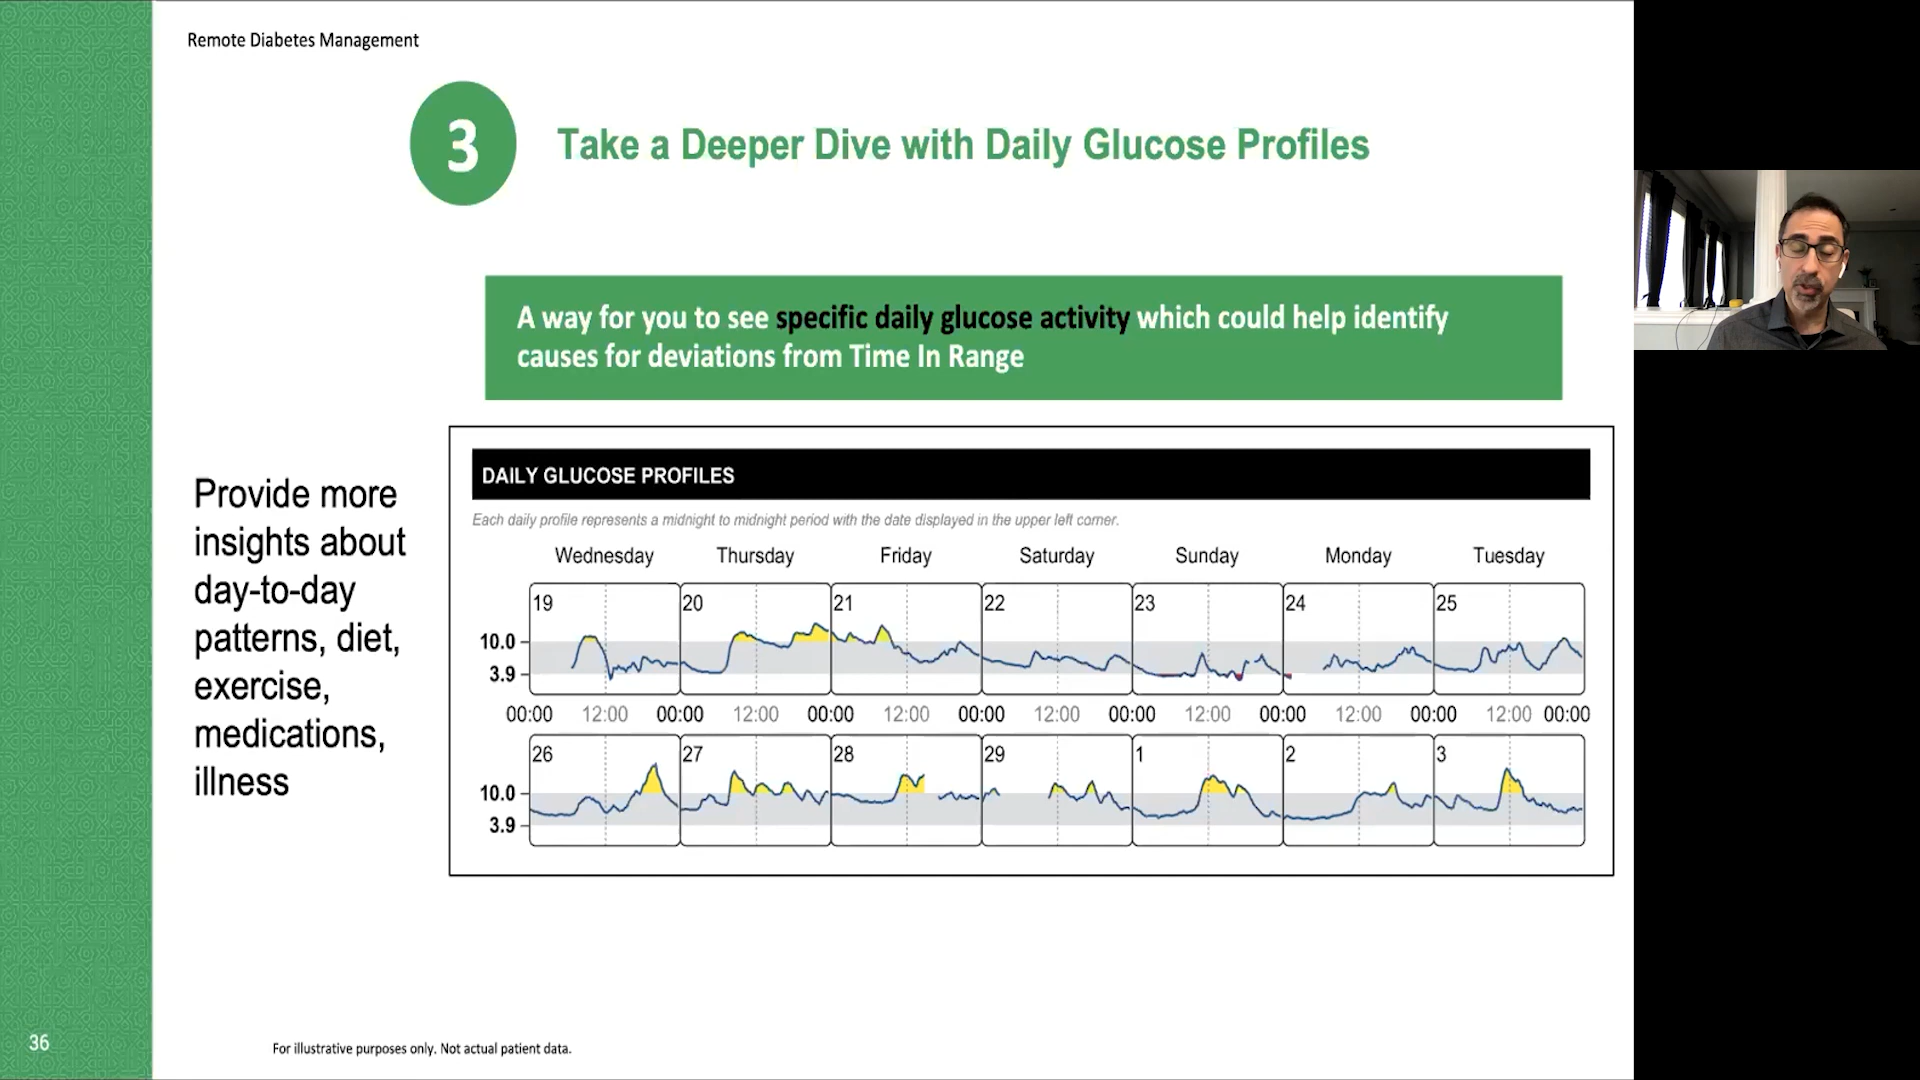 Remote Diabetes Management
3
Take a Deeper Dive with Daily Glucose Profiles
A way for you to see specific daily glucose activity which could help identify
causes for deviations from Time In Range
Provide more
insights about
day-to-day
patterns, diet,
exercise,
medications,
illness
DAILY GLUCOSE PROFILES
Each daily profile represents a midnight to midnight period with the date displayed in the upper left corner.
Wednesday Thursday Friday Saturday Sunday Monday Tuesday
19 20 21 22 23 24 25
10.0
3.9
00:00 12:00 00:00 12:00 00:00 12:00 00:00 12:00 00:00 12:00 00:00 12:00 00:00 12:00 00:00
26 27 28 29 1 2 3
10.0
3.9
36
For illustrative purposes only. Not actual patient data.